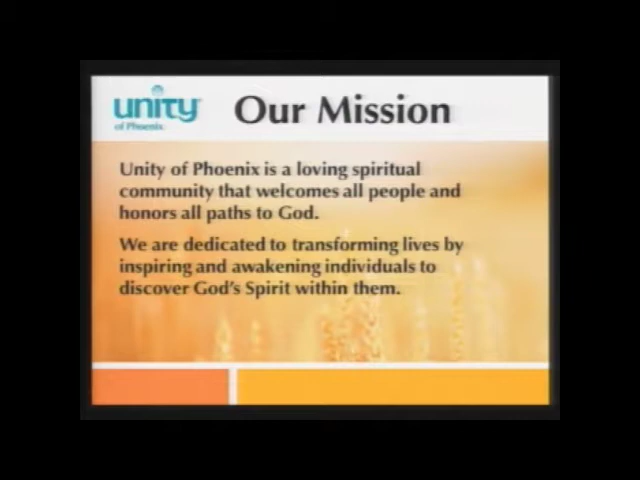 unity
of Phoenix
Our Mission
Unity of Phoenix is a loving spiritual
community that welcomes all people and
honors all paths to God.
We are dedicated to transforming lives by
inspiring and awakening individuals to
discover God's Spirit within them.